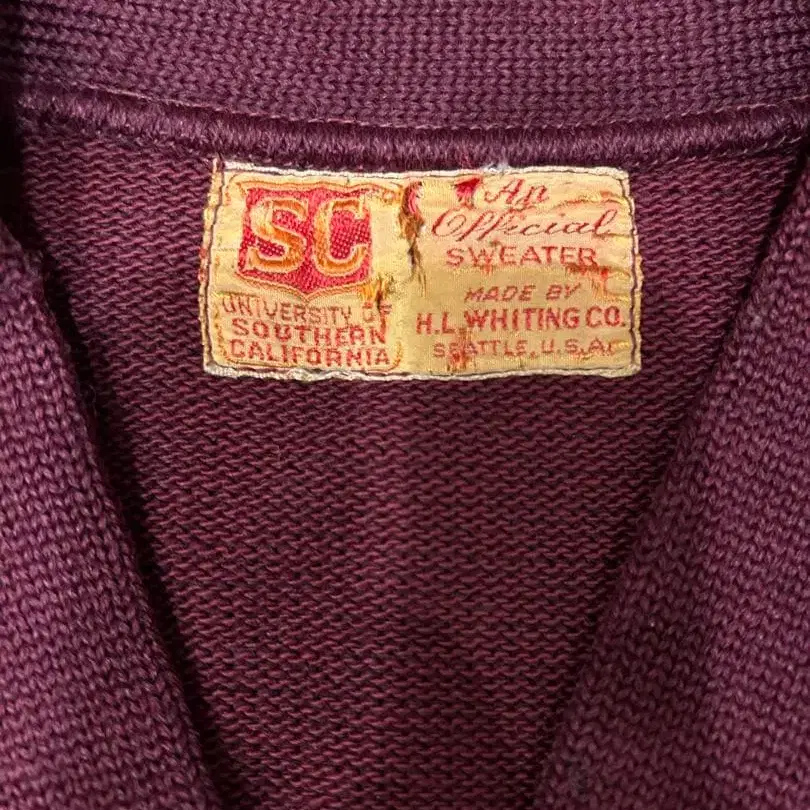 SC
UNIVERSITY OF
SOUTHERN
CALIFORNIA
An
Official
SWEATER
MADE BY
H.L. WHITING CO.
SEATTLE, U.S.A.